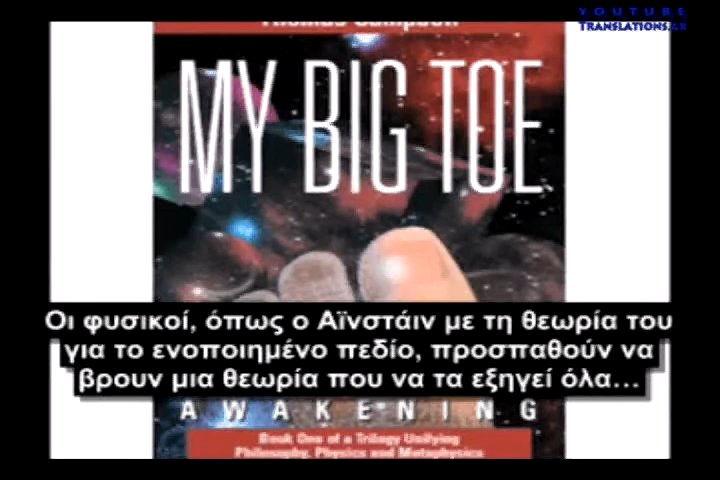 YOUTUBE
TRANSLATIONS.GR
Thomas Campbell
MY BIG TOE
Οι φυσικοί, όπως ο Αϊνστάιν με τη θεωρία του
για το ενοποιημένο πεδίο, προσπαθούν να
βρουν μια θεωρία που να τα εξηγεί όλα...
AWAKENING
Book One of a Trilogy Unifying
Philosophy, Physics and Metaphysics